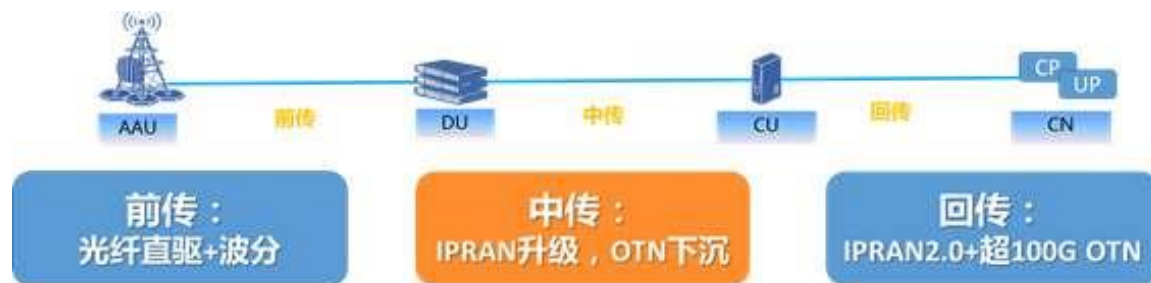 CP
UP
前传
中传
回传
AAU
DU
CU
CN
前传：
光纤直驱+波分
中传：
IPRAN升级，OTN下沉
回传：
IPRAN2.0+超100G OTN